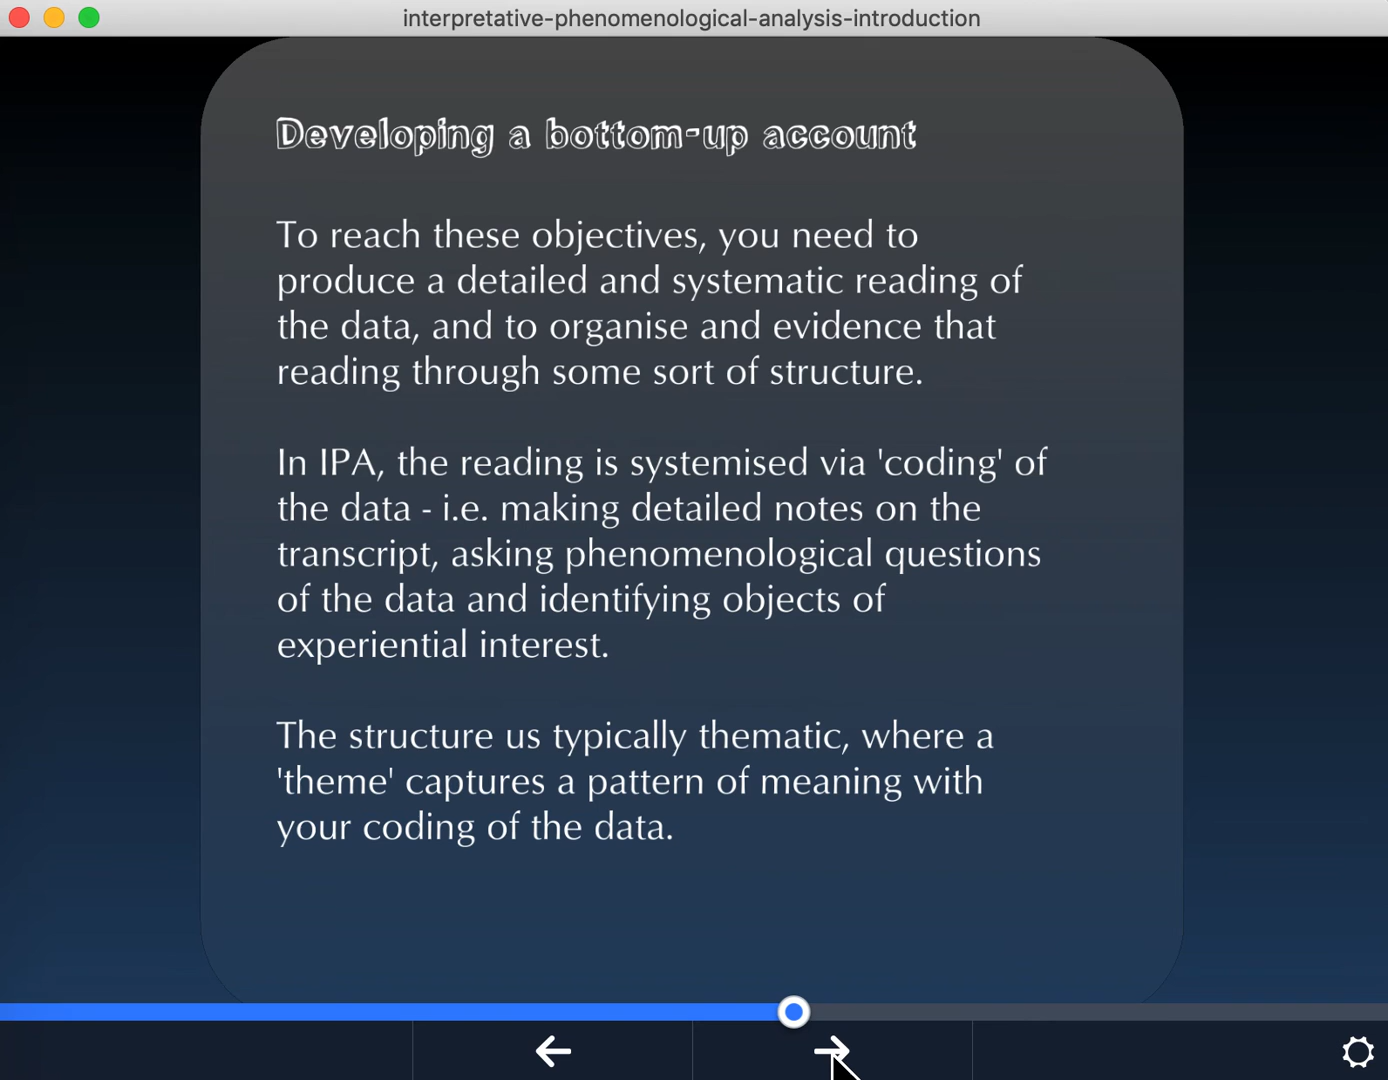 interpretative-phenomenological-analysis-introduction
Developing a bottom-up account
To reach these objectives, you need to
produce a detailed and systematic reading of
the data, and to organise and evidence that
reading through some sort of structure.
In IPA, the reading is systemised via 'coding' of
the data - i.e. making detailed notes on the
transcript, asking phenomenological questions
of the data and identifying objects of
experiential interest.
The structure us typically thematic, where a
'theme' captures a pattern of meaning with
your coding of the data.